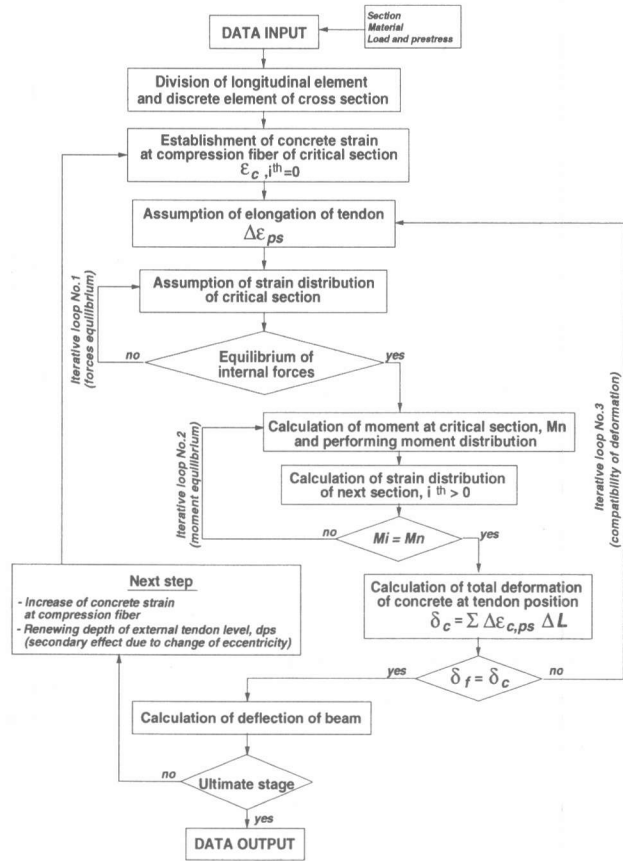 DATA INPUT
Section
Material
Load and prestress
Division of longitudinal element
and discrete element of cross section
Establishment of concrete strain
at compression fiber of critical section
εc ,i th=0
Assumption of elongation of tendon
Δεps
Assumption of strain distribution
of critical section
Iterative loop No.1
(forces equilibrium)
no
Equilibrium of
internal forces
yes
Calculation of moment at critical section, Mn
and performing moment distribution
Iterative loop No.2
(moment equilibrium)
Calculation of strain distribution
of next section, i th > 0
no
Mi = Mn
yes
Iterative loop No.3
(compatibility of deformation)
Calculation of total deformation
of concrete at tendon position
δc = Σ Δεc,ps ΔL
Next step
- Increase of concrete strain
at compression fiber
- Renewing depth of external tendon level, dps
(secondary effect due to change of eccentricity)
yes
δf = δc
no
Calculation of deflection of beam
no
Ultimate stage
yes
DATA OUTPUT